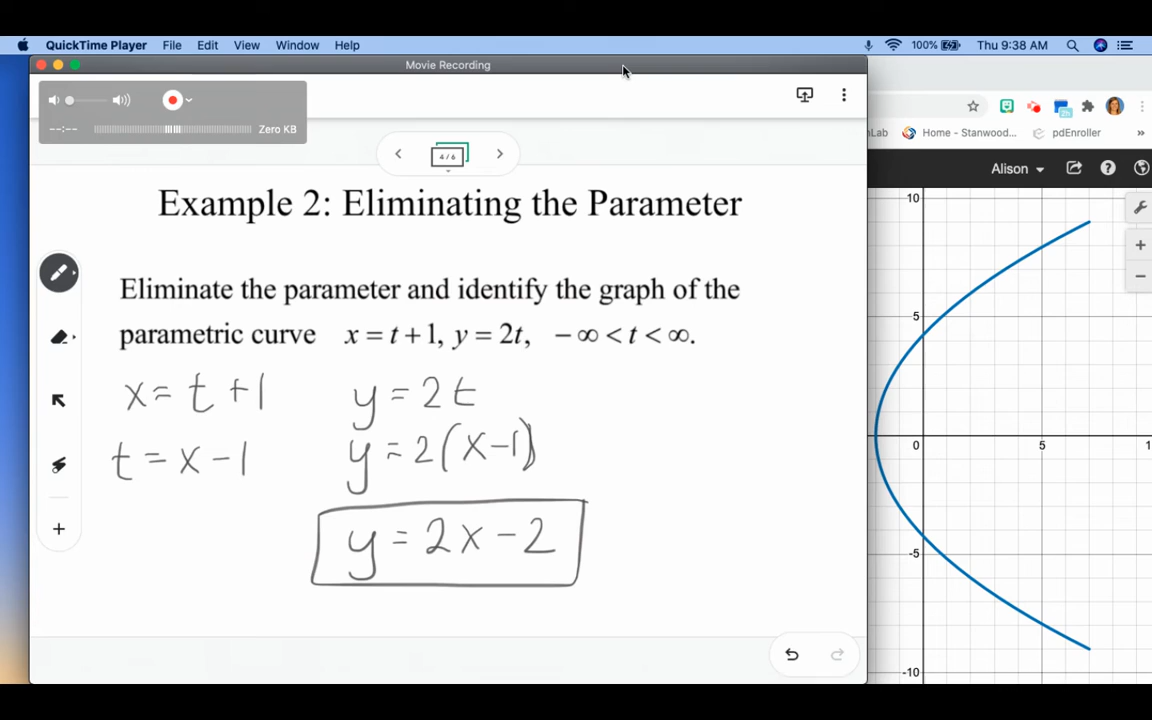 QuickTime Player File Edit View Window Help 100% Thu 9:38 AM
Movie Recording
--:-- Zero KB
4 / 6
Lab Home - Stanwood... pdEnroller »
Alison
Example 2: Eliminating the Parameter
Eliminate the parameter and identify the graph of the
parametric curve x = t + 1, y = 2t, -∞ < t < ∞.
x = t + 1 y = 2t
t = x - 1 y = 2(x-1)
y = 2x - 2
10
5
0 5
-5
-10